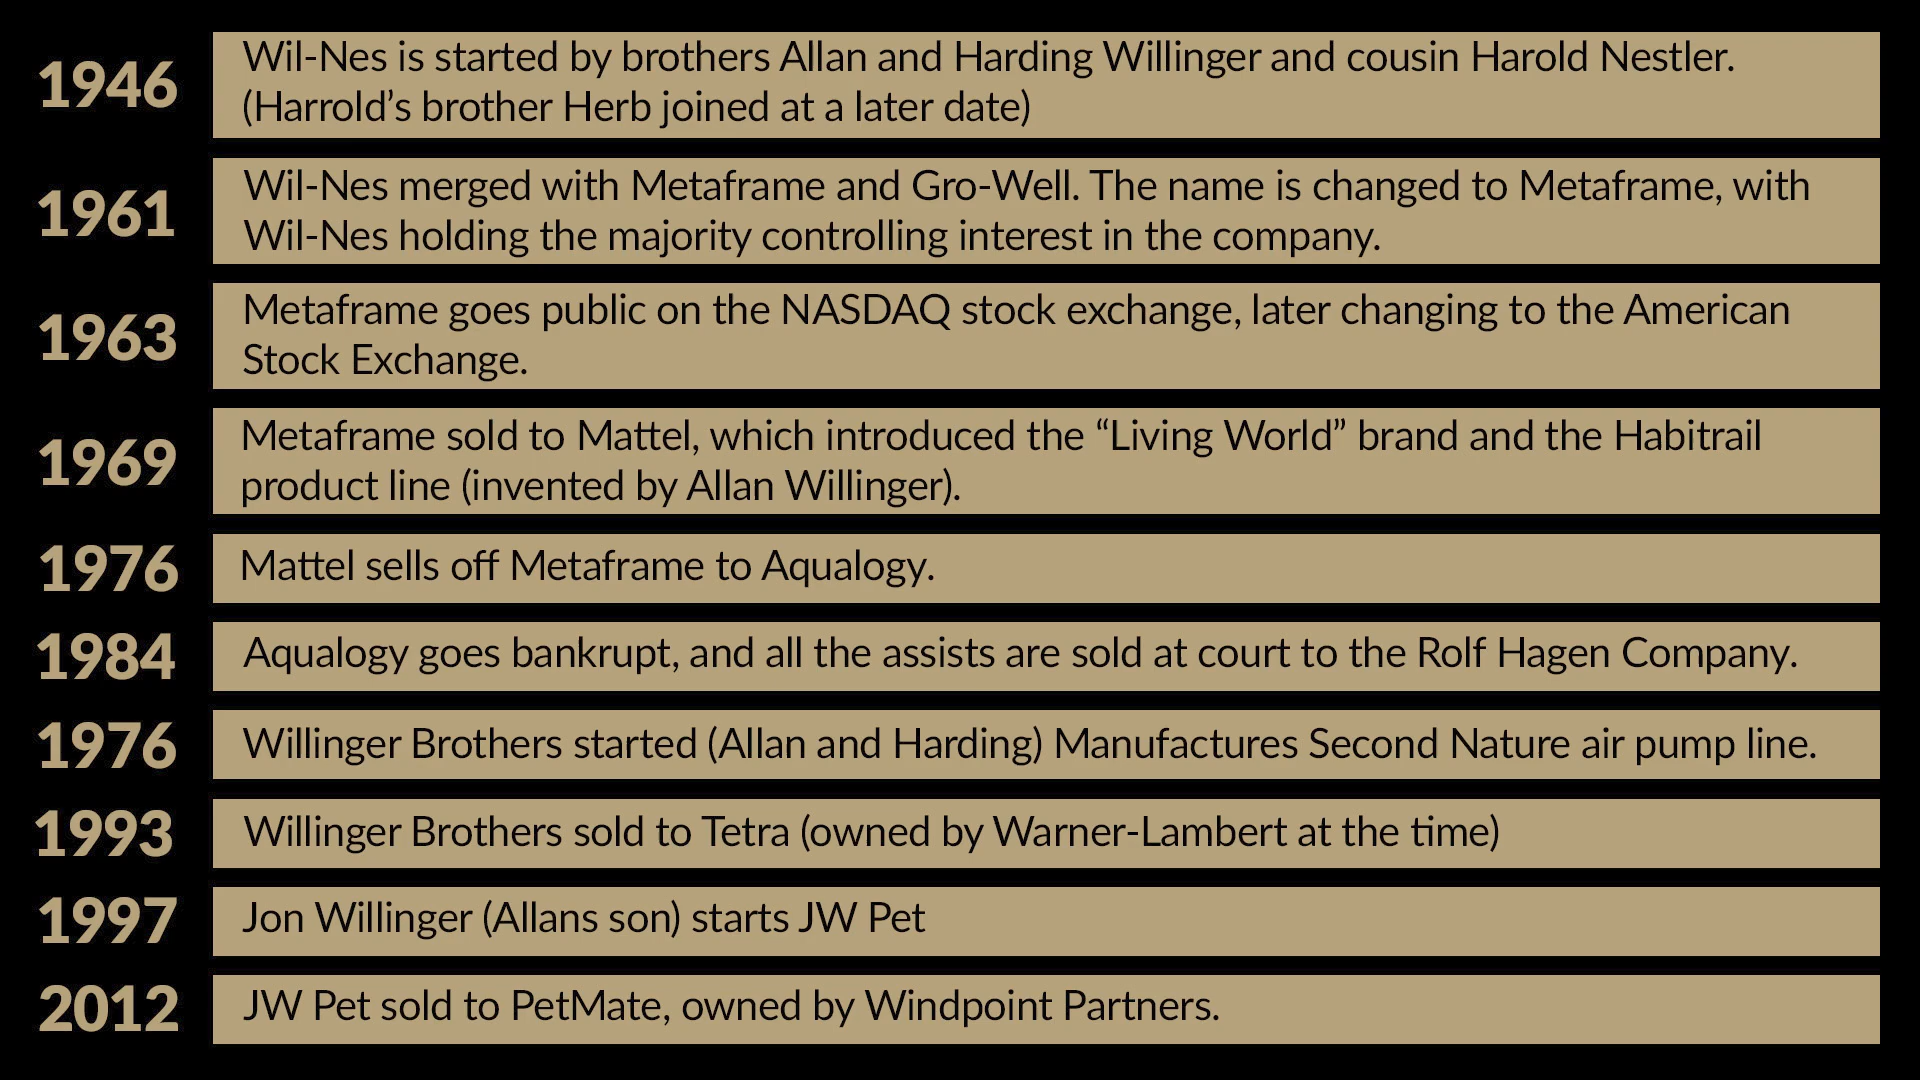 1946
Wil-Nes is started by brothers Allan and Harding Willinger and cousin Harold Nestler.
(Harrold’s brother Herb joined at a later date)
1961
Wil-Nes merged with Metaframe and Gro-Well. The name is changed to Metaframe, with
Wil-Nes holding the majority controlling interest in the company.
1963
Metaframe goes public on the NASDAQ stock exchange, later changing to the American
Stock Exchange.
1969
Metaframe sold to Mattel, which introduced the “Living World” brand and the Habitrail
product line (invented by Allan Willinger).
1976
Mattel sells off Metaframe to Aqualogy.
1984
Aqualogy goes bankrupt, and all the assists are sold at court to the Rolf Hagen Company.
1976
Willinger Brothers started (Allan and Harding) Manufactures Second Nature air pump line.
1993
Willinger Brothers sold to Tetra (owned by Warner-Lambert at the time)
1997
Jon Willinger (Allans son) starts JW Pet
2012
JW Pet sold to PetMate, owned by Windpoint Partners.